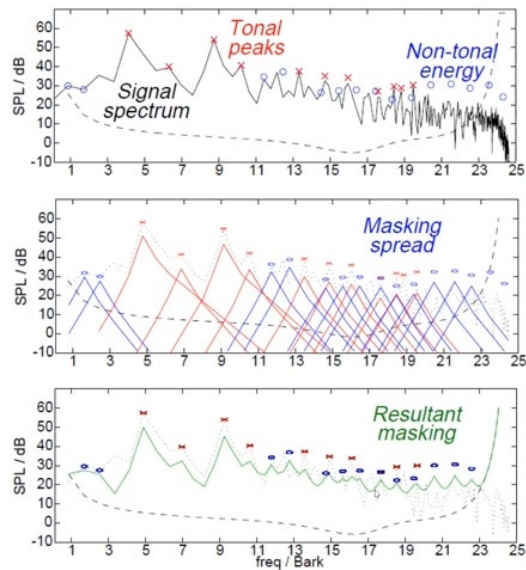 Tonal
peaks
Non-tonal
energy
Signal
spectrum
SPL / dB
60
50
40
30
20
10
0
-10
1 3 5 7 9 11 13 15 17 19 21 23 25
Masking
spread
SPL / dB
60
50
40
30
20
10
0
-10
1 3 5 7 9 11 13 15 17 19 21 23 25
Resultant
masking
SPL / dB
60
50
40
30
20
10
0
-10
1 3 5 7 9 11 13 15 17 19 21 23 25
freq / Bark